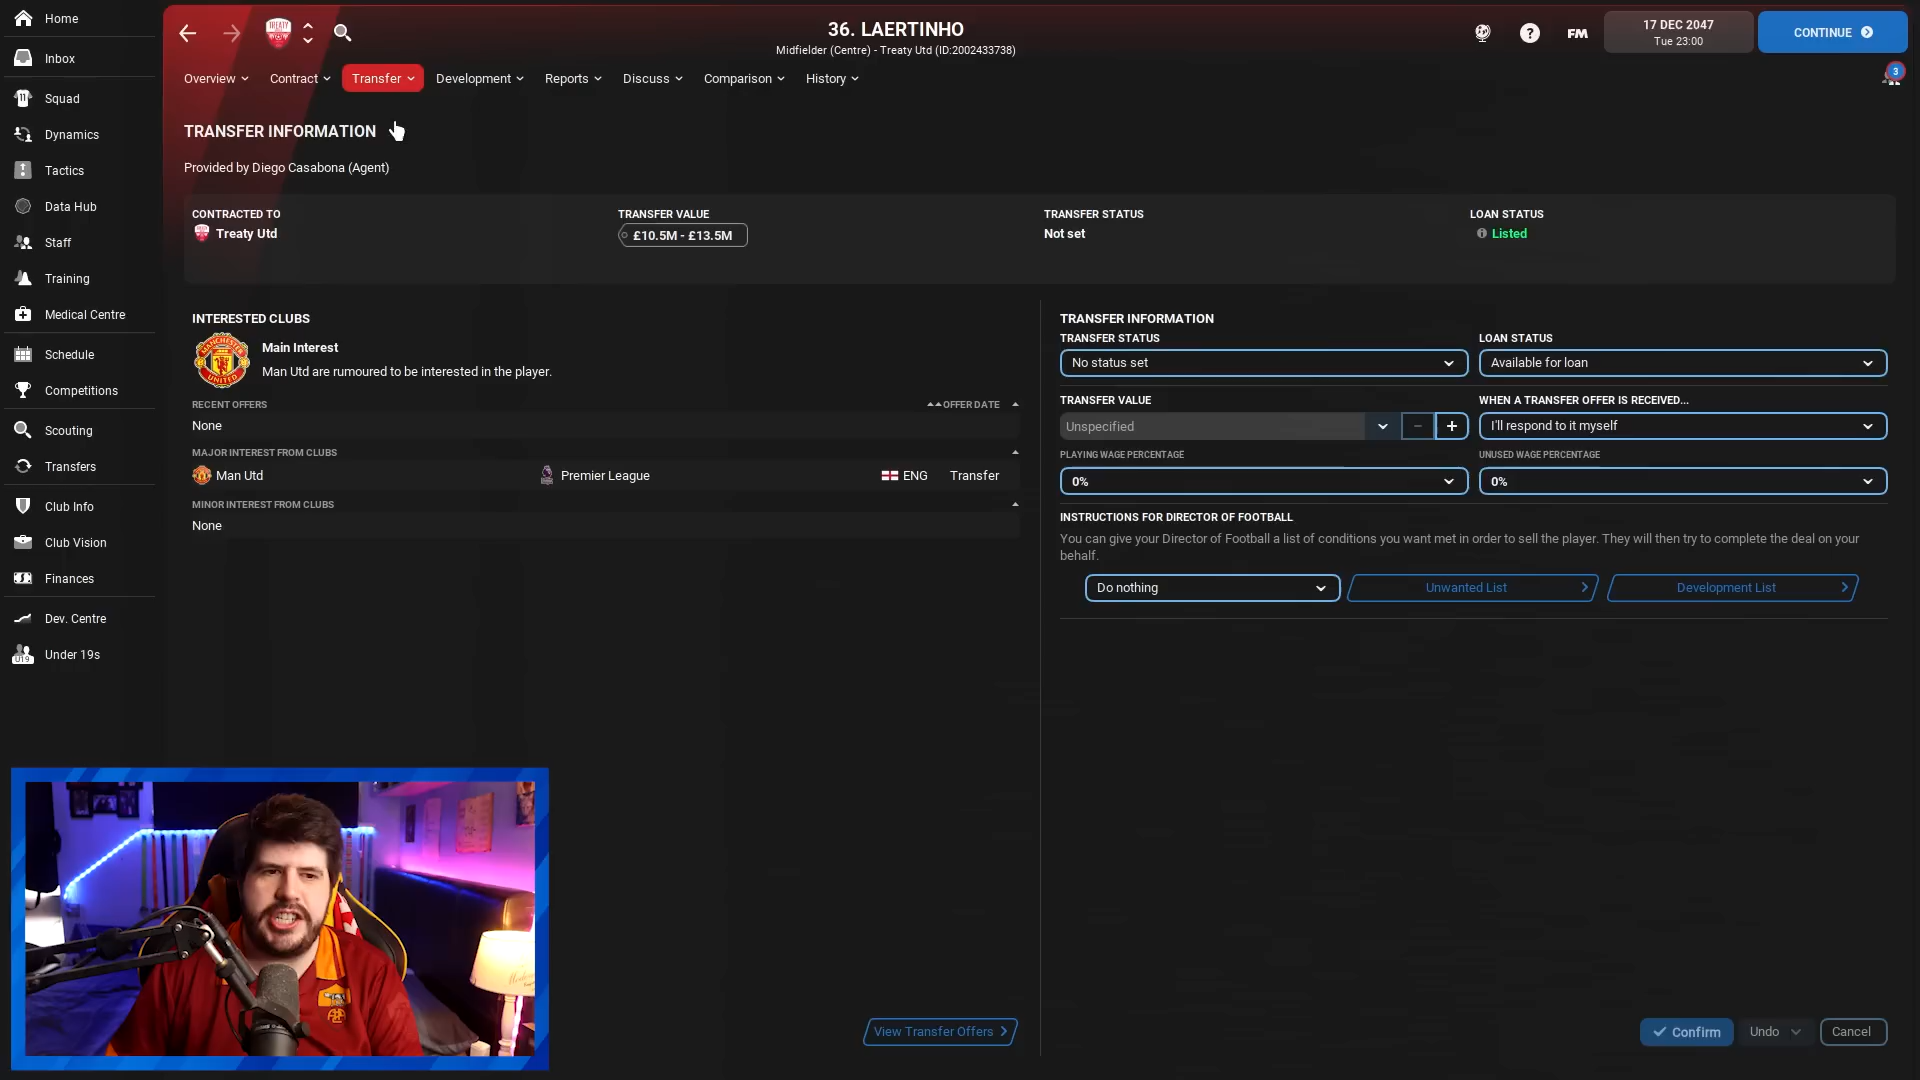 Home
Inbox
Squad
Dynamics
Tactics
Data Hub
Staff
Training
Medical Centre
Schedule
Competitions
Scouting
Transfers
Club Info
Club Vision
Finances
Dev. Centre
Under 19s
36. LAERTINHO
Midfielder (Centre) - Treaty Utd (ID:2002433738)
FM
17 DEC 2047
Tue 23:00
CONTINUE
Overview
Contract
Transfer
Development
Reports
Discuss
Comparison
History
3
TRANSFER INFORMATION
Provided by Diego Casabona (Agent)
CONTRACTED TO
Treaty Utd
TRANSFER VALUE
£10.5M - £13.5M
TRANSFER STATUS
Not set
LOAN STATUS
Listed
INTERESTED CLUBS
Main Interest
Man Utd are rumoured to be interested in the player.
RECENT OFFERS
OFFER DATE
None
MAJOR INTEREST FROM CLUBS
Man Utd
Premier League
ENG
Transfer
MINOR INTEREST FROM CLUBS
None
View Transfer Offers
TRANSFER INFORMATION
TRANSFER STATUS
No status set
LOAN STATUS
Available for loan
TRANSFER VALUE
Unspecified
WHEN A TRANSFER OFFER IS RECEIVED...
I'll respond to it myself
PLAYING WAGE PERCENTAGE
0%
UNUSED WAGE PERCENTAGE
0%
INSTRUCTIONS FOR DIRECTOR OF FOOTBALL
You can give your Director of Football a list of conditions you want met in order to sell the player. They will then try to complete the deal on your
behalf.
Do nothing
Unwanted List
Development List
Confirm
Undo
Cancel